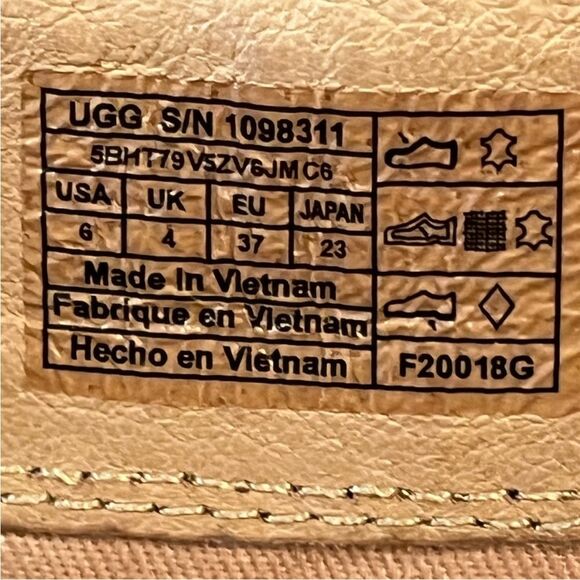 UGG S/N 1098311
5BHT79V5ZV6JMC6
USA UK EU JAPAN
6 4 37 23
Made In Vietnam
Fabrique en Vietnam
Hecho en Vietnam
F20018G